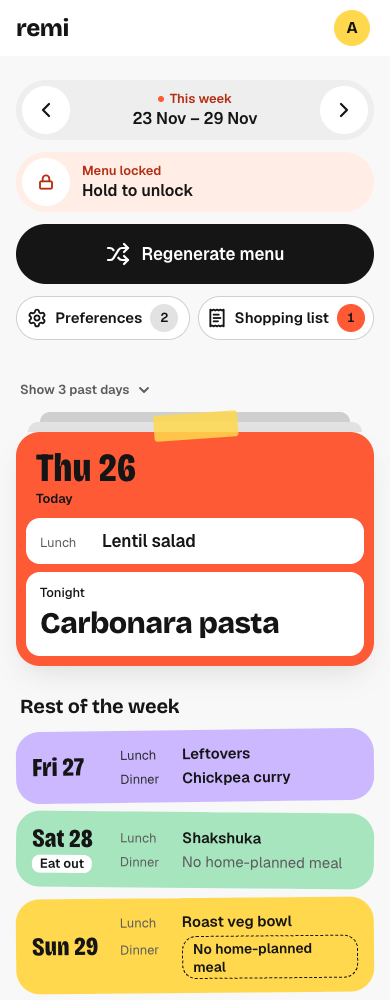 remi
A
This week
23 Nov – 29 Nov
Menu locked
Hold to unlock
Regenerate menu
Preferences 2
Shopping list 1
Show 3 past days
Thu 26
Today
Lunch Lentil salad
Tonight
Carbonara pasta
Rest of the week
Fri 27
Lunch Leftovers
Dinner Chickpea curry
Sat 28
Eat out
Lunch Shakshuka
Dinner No home-planned meal
Sun 29
Lunch Roast veg bowl
Dinner No home-planned
meal